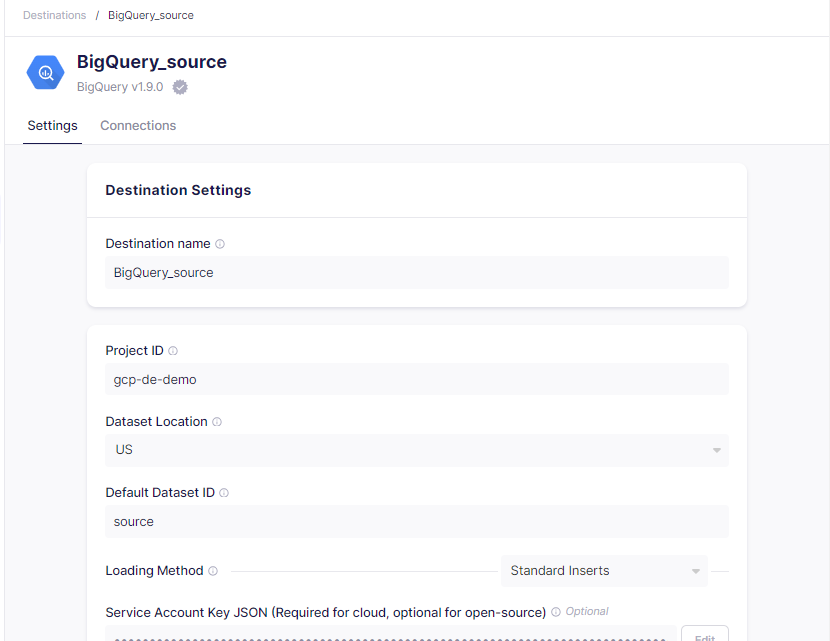 Destinations / BigQuery_source
BigQuery_source
BigQuery v1.9.0
Settings Connections
Destination Settings
Destination name
BigQuery_source
Project ID
gcp-de-demo
Dataset Location
US
Default Dataset ID
source
Loading Method Standard Inserts
Service Account Key JSON (Required for cloud, optional for open-source) Optional
Edit